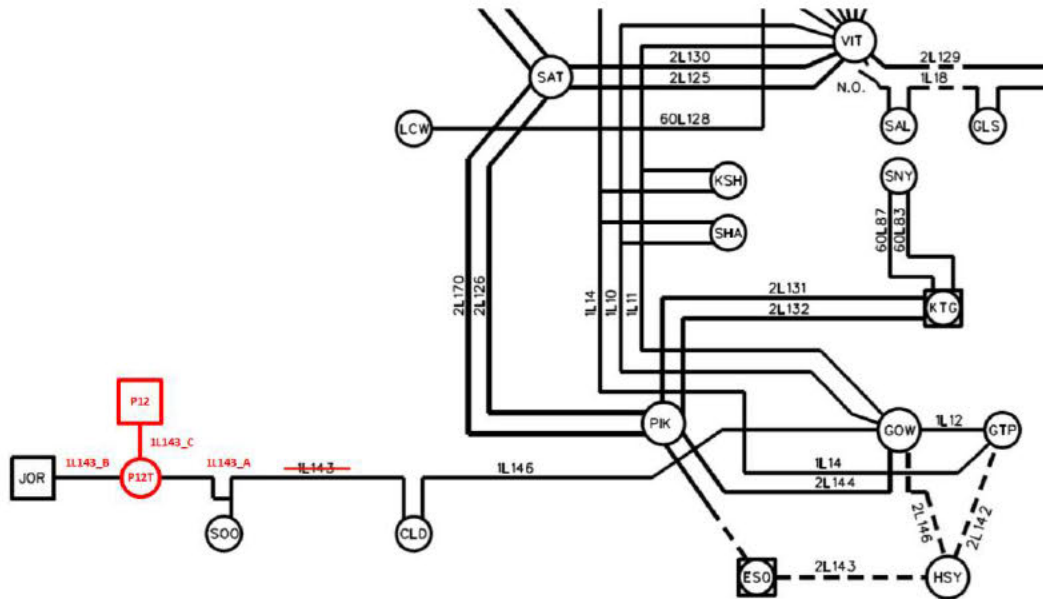 VIT
2L130
2L129
SAT
2L125
1L18
N.O.
LCW
60L128
SAL
GLS
KSH
SNY
SHA
60L87
60L83
2L170
2L126
1L14
1L10
1L11
2L131
2L132
KTG
P12
PIK
GOW
1L12
GTP
1L143_C
1L143_B
1L143_A
1L143
1L146
1L14
JOR
P12T
2L144
SOO
CLD
2L146
2L142
ESQ
2L143
HSY